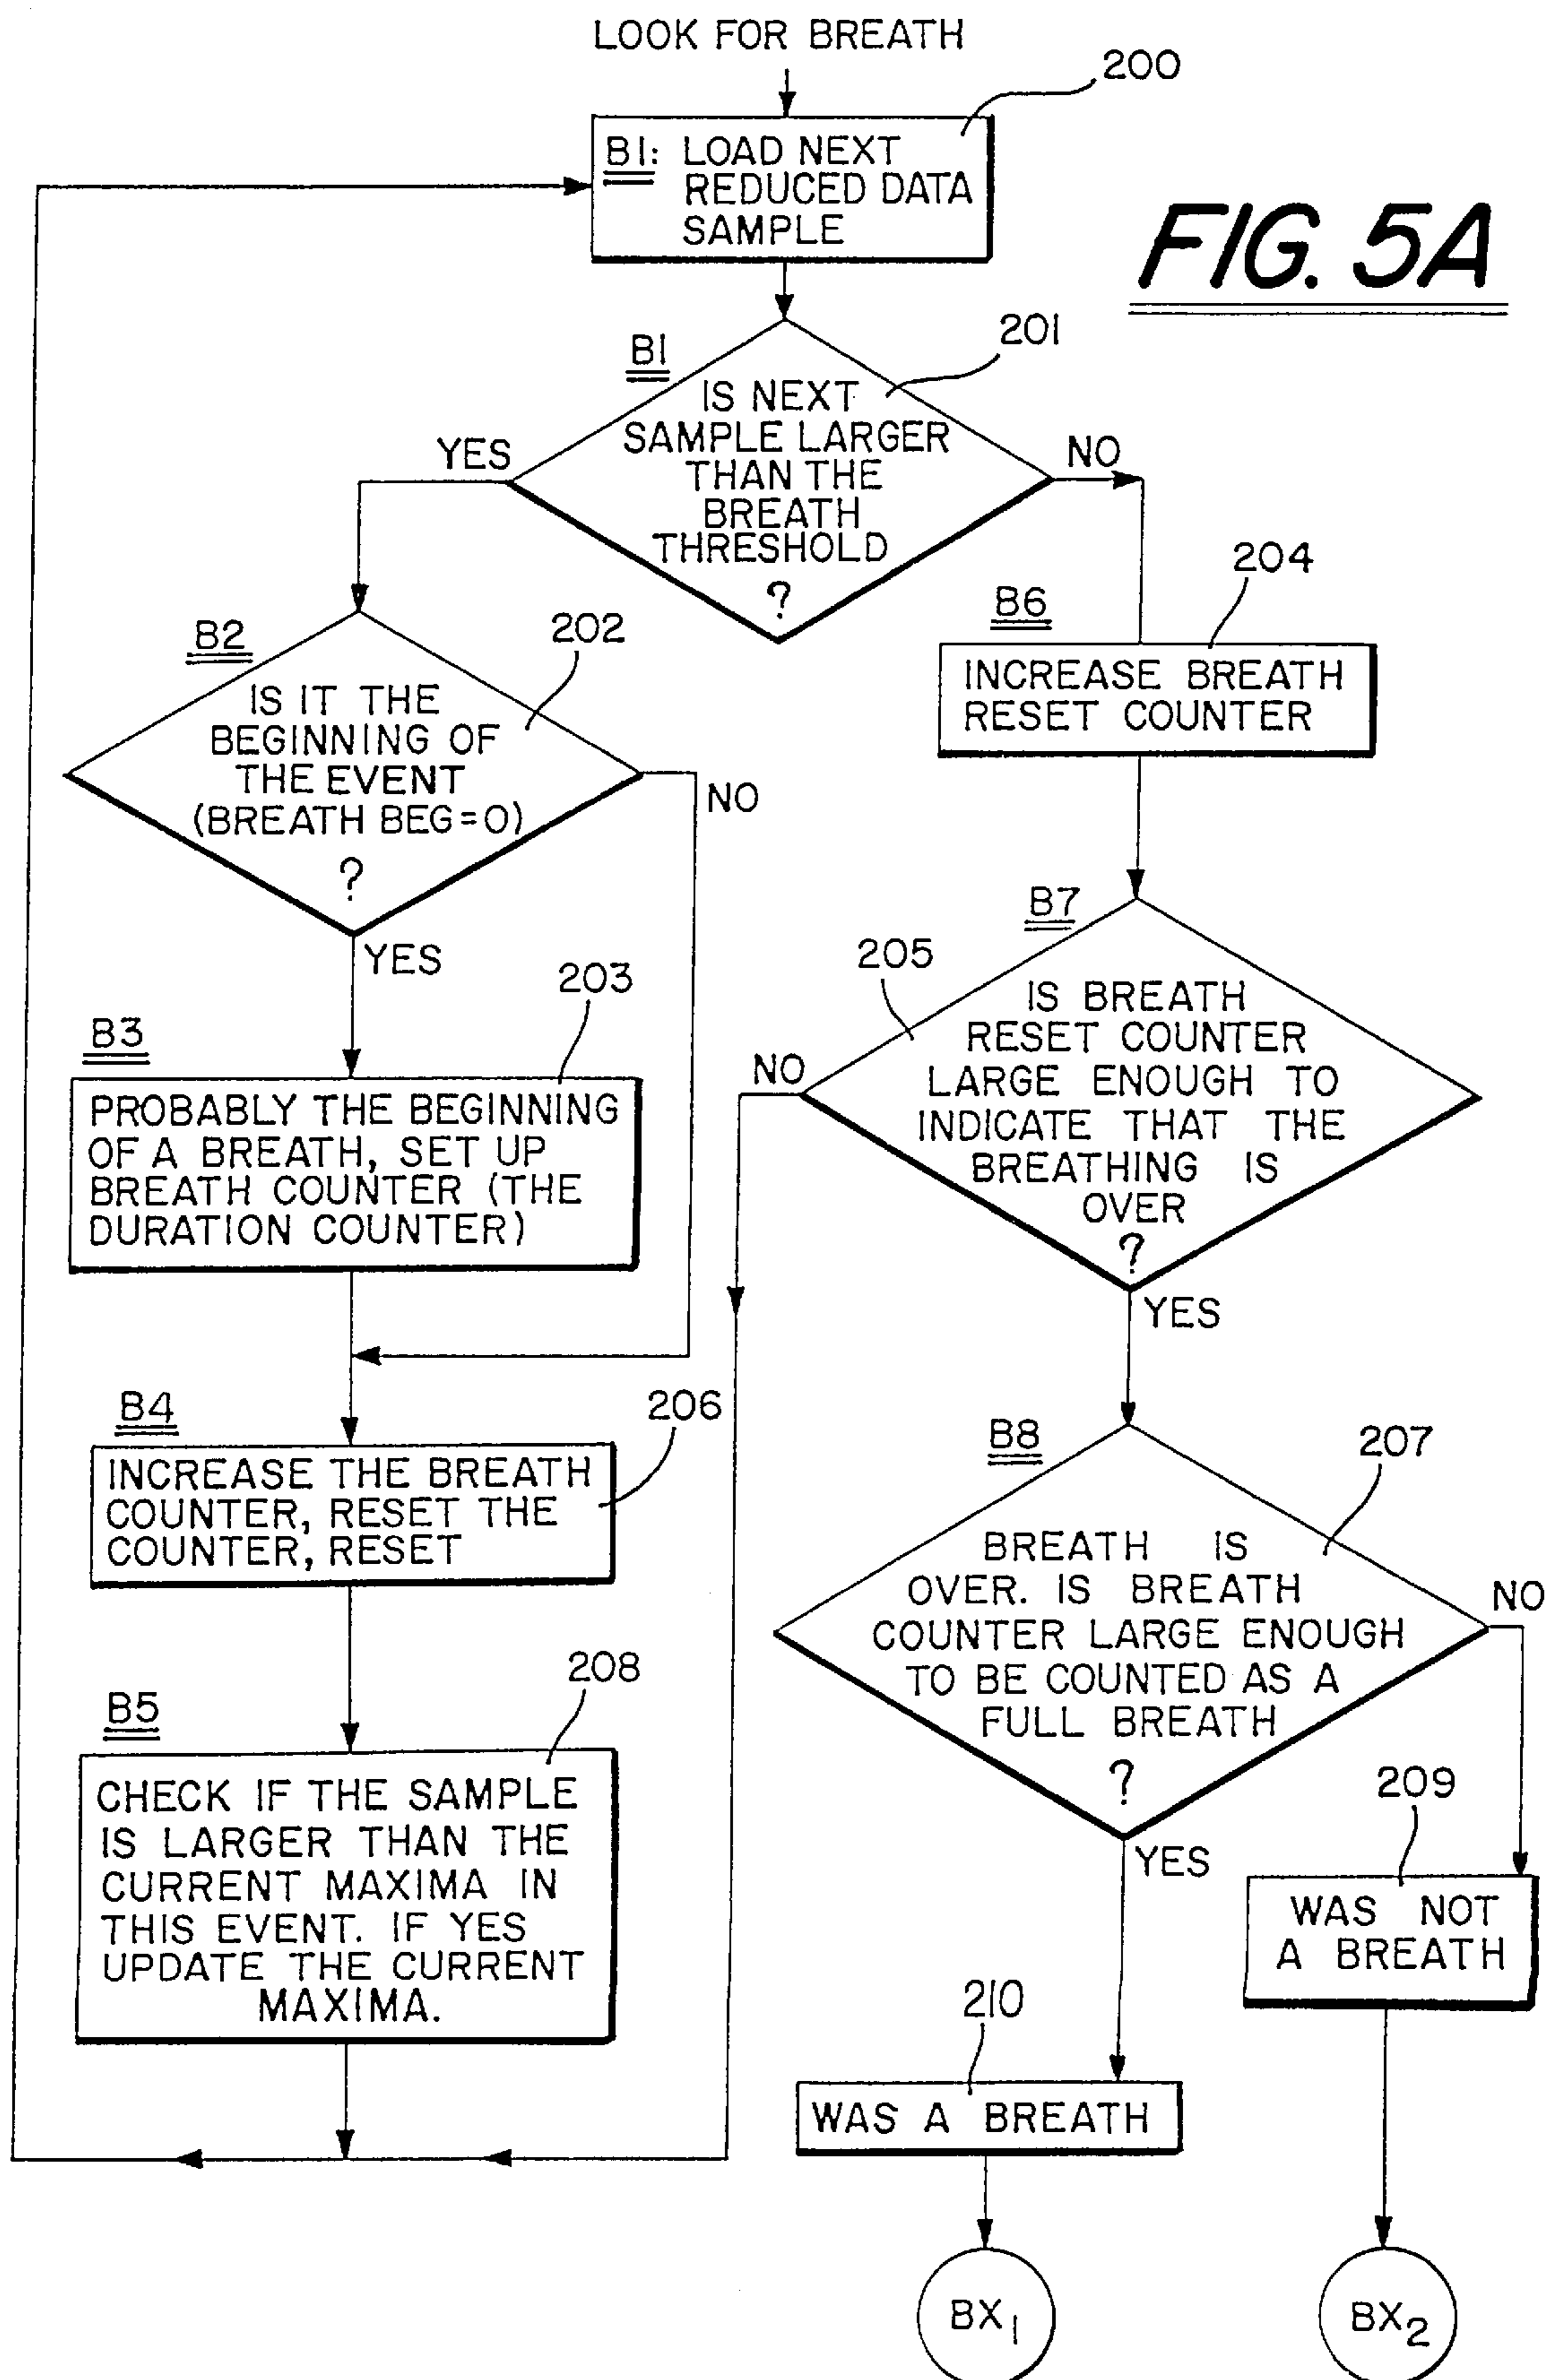 LOOK FOR BREATH
200
B1: LOAD NEXT
REDUCED DATA
SAMPLE
FIG. 5A
B1
201
IS NEXT
SAMPLE LARGER
THAN THE
BREATH
THRESHOLD
?
YES
NO
B2
202
IS IT THE
BEGINNING OF
THE EVENT
(BREATH BEG=0)
?
NO
YES
B3
203
PROBABLY THE BEGINNING
OF A BREATH, SET UP
BREATH COUNTER (THE
DURATION COUNTER)
B4
206
INCREASE THE BREATH
COUNTER, RESET THE
COUNTER, RESET
B5
208
CHECK IF THE SAMPLE
IS LARGER THAN THE
CURRENT MAXIMA IN
THIS EVENT. IF YES
UPDATE THE CURRENT
MAXIMA.
B6
204
INCREASE BREATH
RESET COUNTER
B7
205
IS BREATH
RESET COUNTER
LARGE ENOUGH TO
INDICATE THAT THE
BREATHING IS
OVER
?
NO
YES
B8
207
BREATH IS
OVER. IS BREATH
COUNTER LARGE ENOUGH
TO BE COUNTED AS A
FULL BREATH
?
NO
YES
209
WAS NOT
A BREATH
210
WAS A BREATH
BX1
BX2